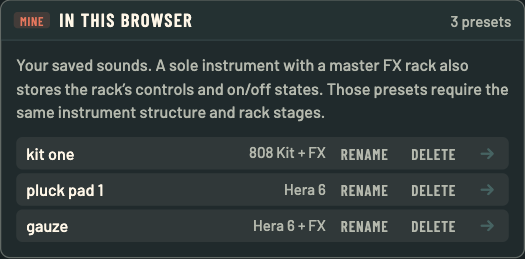 MINE IN THIS BROWSER 3 presets
Your saved sounds. A sole instrument with a master FX rack also
stores the rack's controls and on/off states. Those presets require the
same instrument structure and rack stages.
kit one 808 Kit + FX RENAME DELETE →
pluck pad 1 Hera 6 RENAME DELETE →
gauze Hera 6 + FX RENAME DELETE →